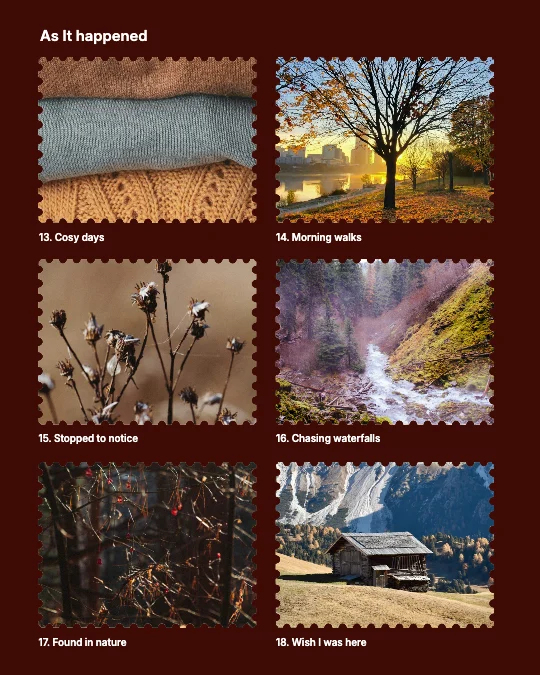 As It happened
13. Cosy days
14. Morning walks
15. Stopped to notice
16. Chasing waterfalls
17. Found in nature
18. Wish I was here